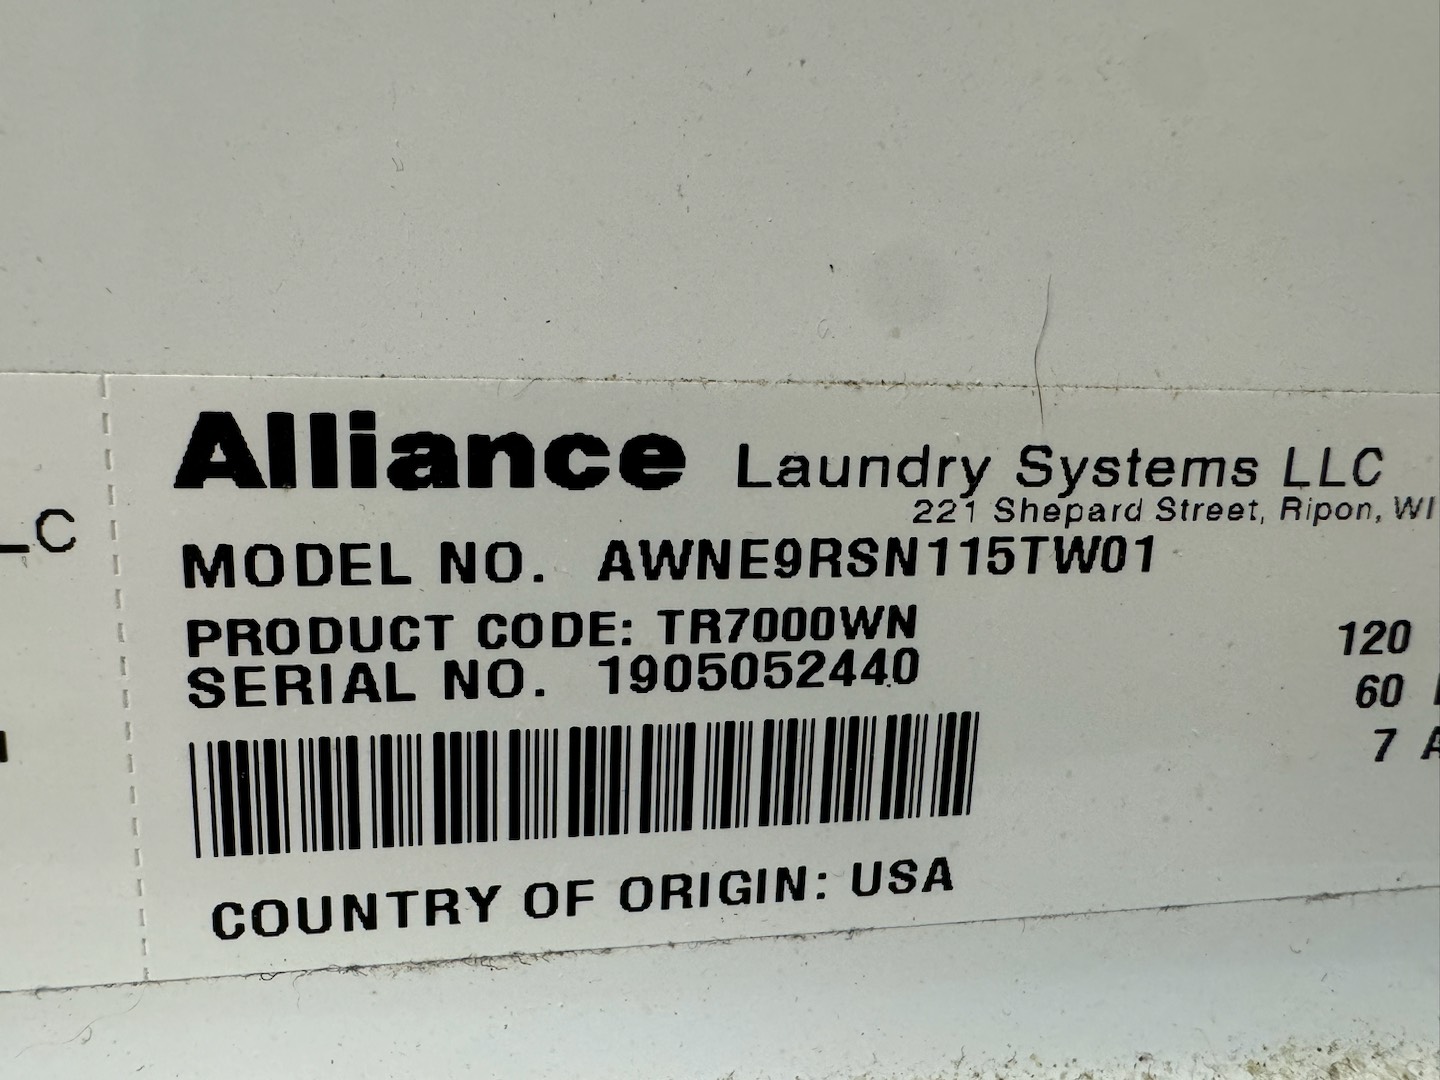 Alliance Laundry Systems LLC
221 Shepard Street, Ripon, WI
LC
MODEL NO. AWNE9RSN115TW01
PRODUCT CODE: TR7000WN
SERIAL NO. 1905052440
120
60
7 A
COUNTRY OF ORIGIN: USA